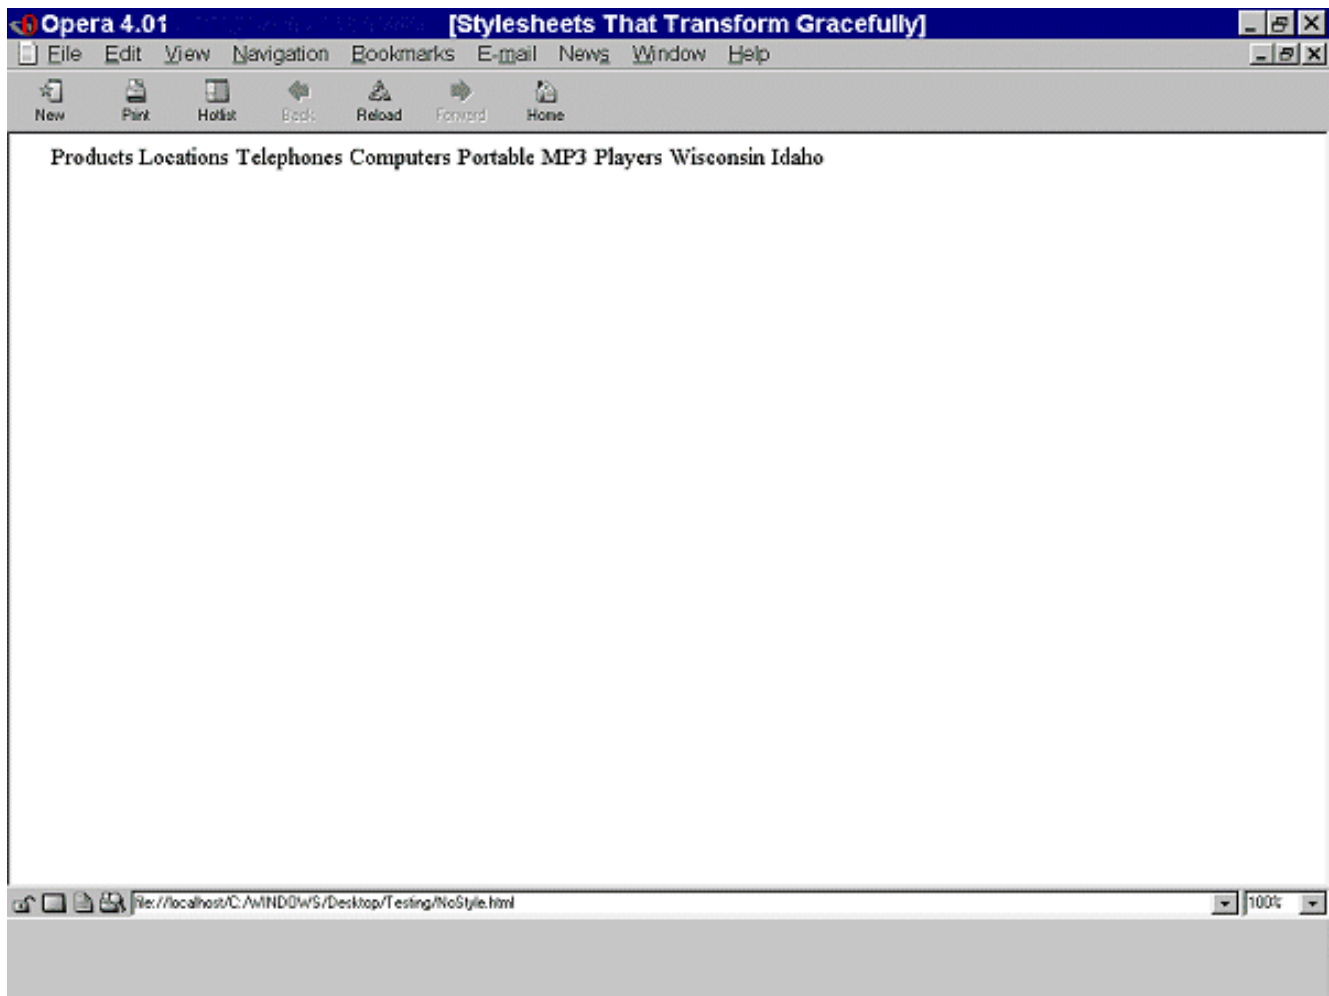 Opera 4.01 [Stylesheets That Transform Gracefully]
File Edit View Navigation Bookmarks E-mail News Window Help
New Print Hotlist Back Reload Forward Home
Products Locations Telephones Computers Portable MP3 Players Wisconsin Idaho
file://localhost/C:/WINDOWS/Desktop/Testing/NoStyle.html 100%